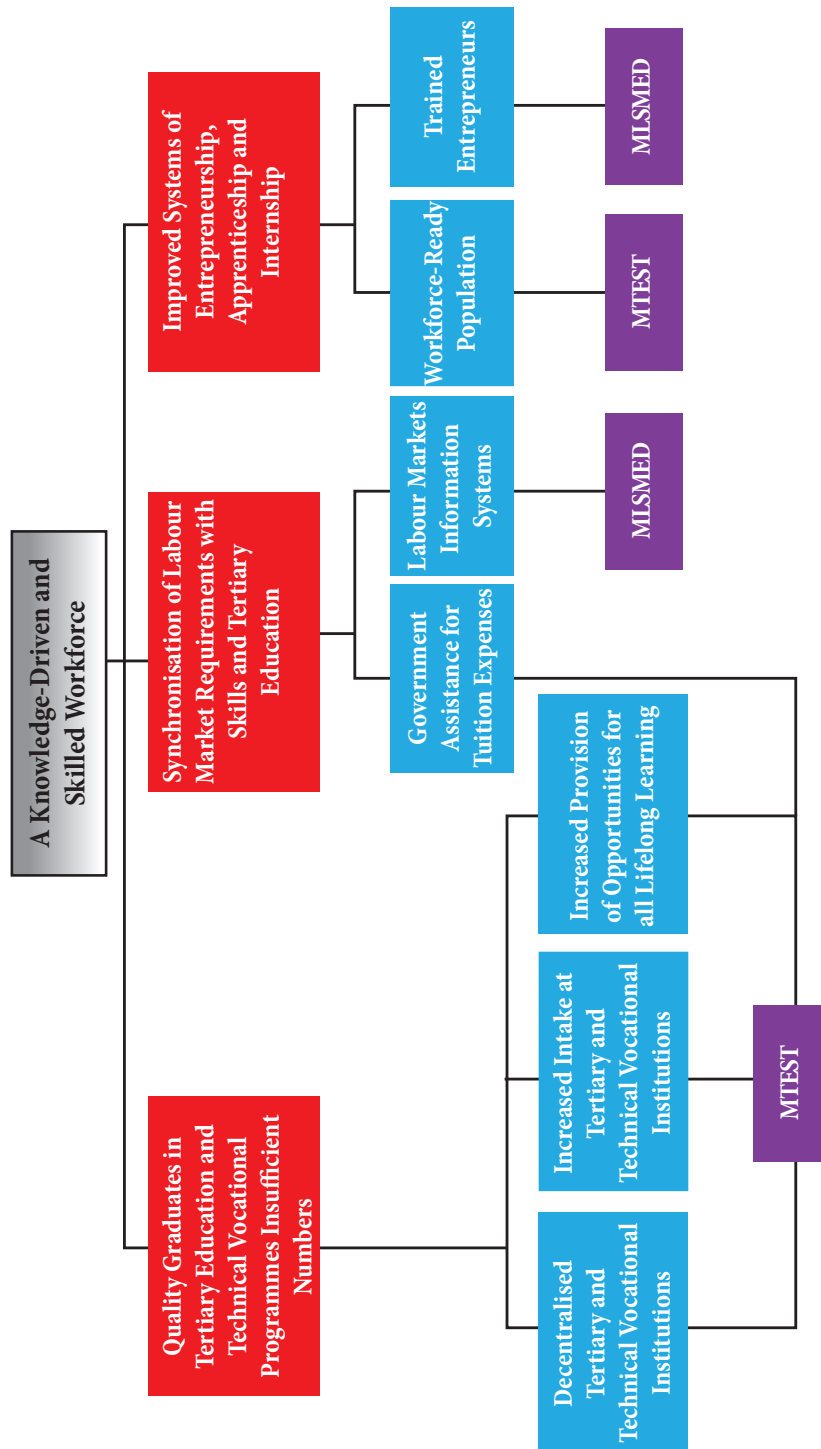 A Knowledge-Driven and
Skilled Workforce
Quality Graduates in
Tertiary Education and
Technical Vocational
Programmes Insufficient
Numbers
Synchronisation of Labour
Market Requirements with
Skills and Tertiary
Education
Improved Systems of
Entrepreneurship,
Apprenticeship and
Internship
Decentralised
Tertiary and
Technical Vocational
Institutions
Increased Intake at
Tertiary and
Technical Vocational
Institutions
Increased Provision
of Opportunities for
all Lifelong Learning
Government
Assistance for
Tuition Expenses
Labour Markets
Information
Systems
Workforce-Ready
Population
Trained
Entrepreneurs
MTEST
MLSMED
MTEST
MLSMED